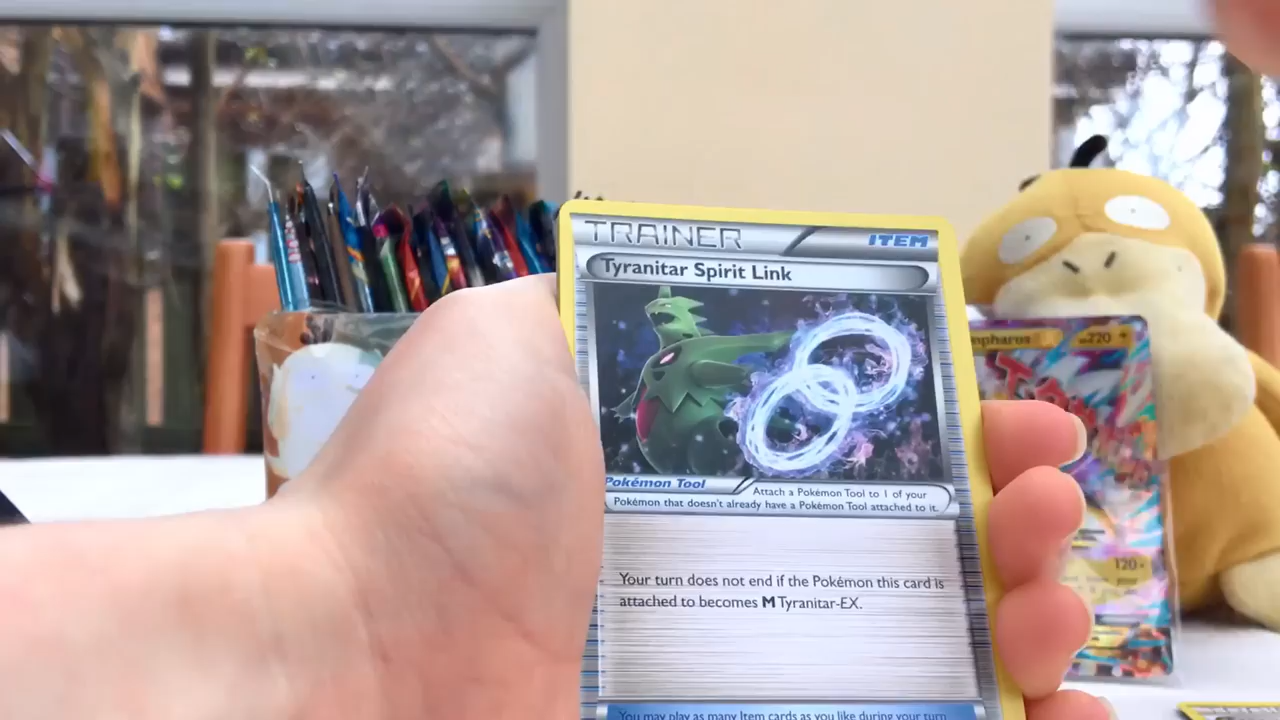 TRAINER ITEM
Tyranitar Spirit Link
Pokémon Tool
Attach a Pokémon Tool to 1 of your
Pokémon that doesn't already have a Pokémon Tool attached to it.
Your turn does not end if the Pokémon this card is
attached to becomes M Tyranitar-EX.
You may play as many Item cards as you like during your turn
mpharos 220
120